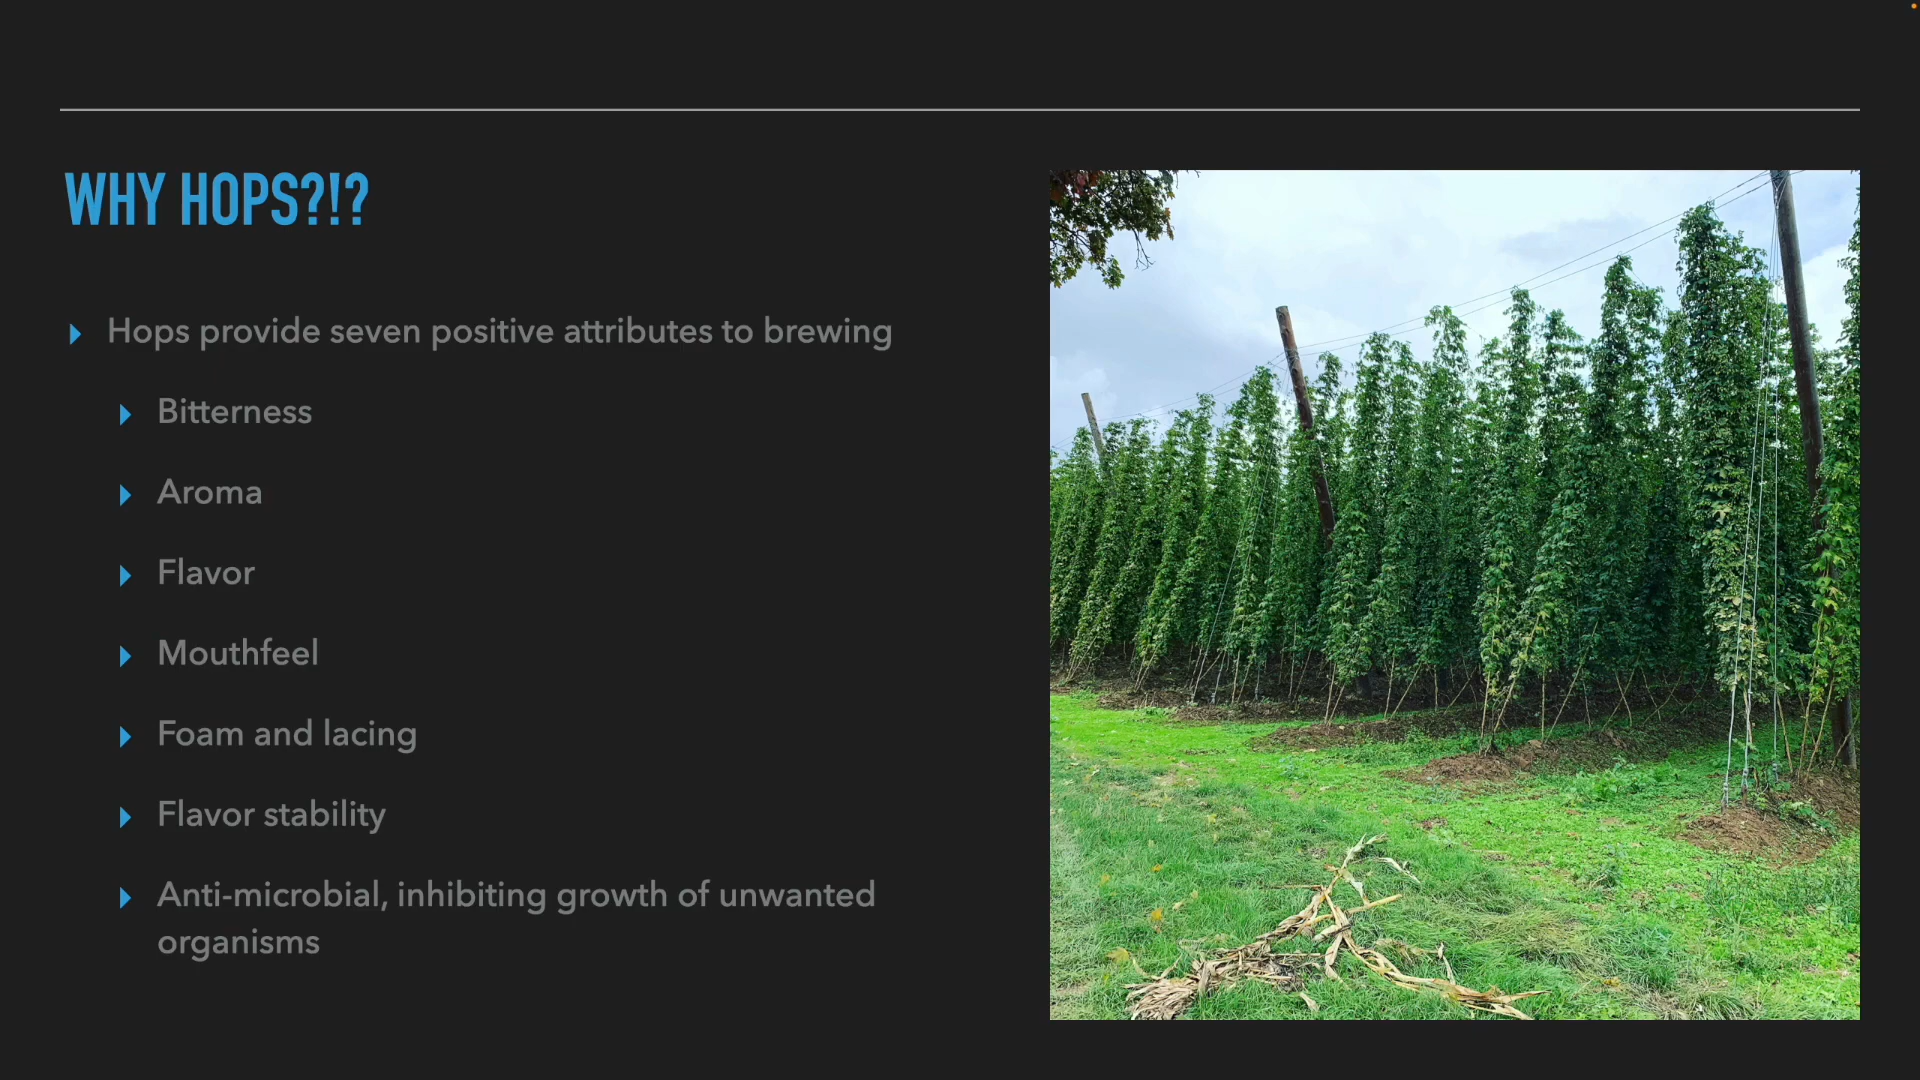 WHY HOPS?!?
Hops provide seven positive attributes to brewing
Bitterness
Aroma
Flavor
Mouthfeel
Foam and lacing
Flavor stability
Anti-microbial, inhibiting growth of unwanted
organisms